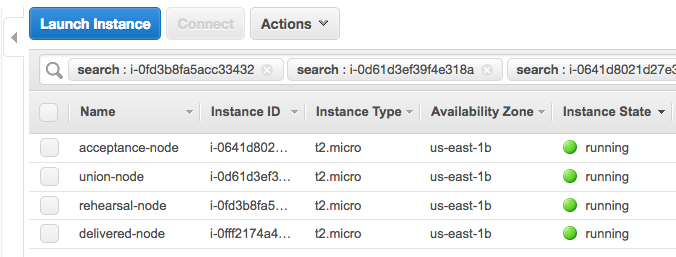 Launch Instance Connect Actions
search : i-0fd3b8fa5acc33432 search : i-0d61d3ef39f4e318a search : i-0641d8021d27e3
Name Instance ID Instance Type Availability Zone Instance State
acceptance-node i-0641d802... t2.micro us-east-1b running
union-node i-0d61d3ef3... t2.micro us-east-1b running
rehearsal-node i-0fd3b8fa5... t2.micro us-east-1b running
delivered-node i-0fff2174a4... t2.micro us-east-1b running